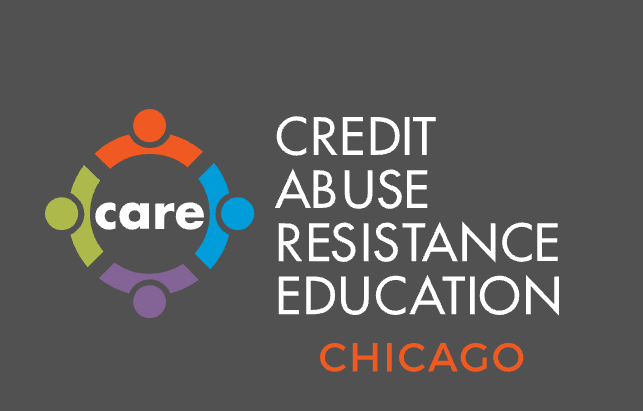 care
CREDIT
ABUSE
RESISTANCE
EDUCATION
CHICAGO